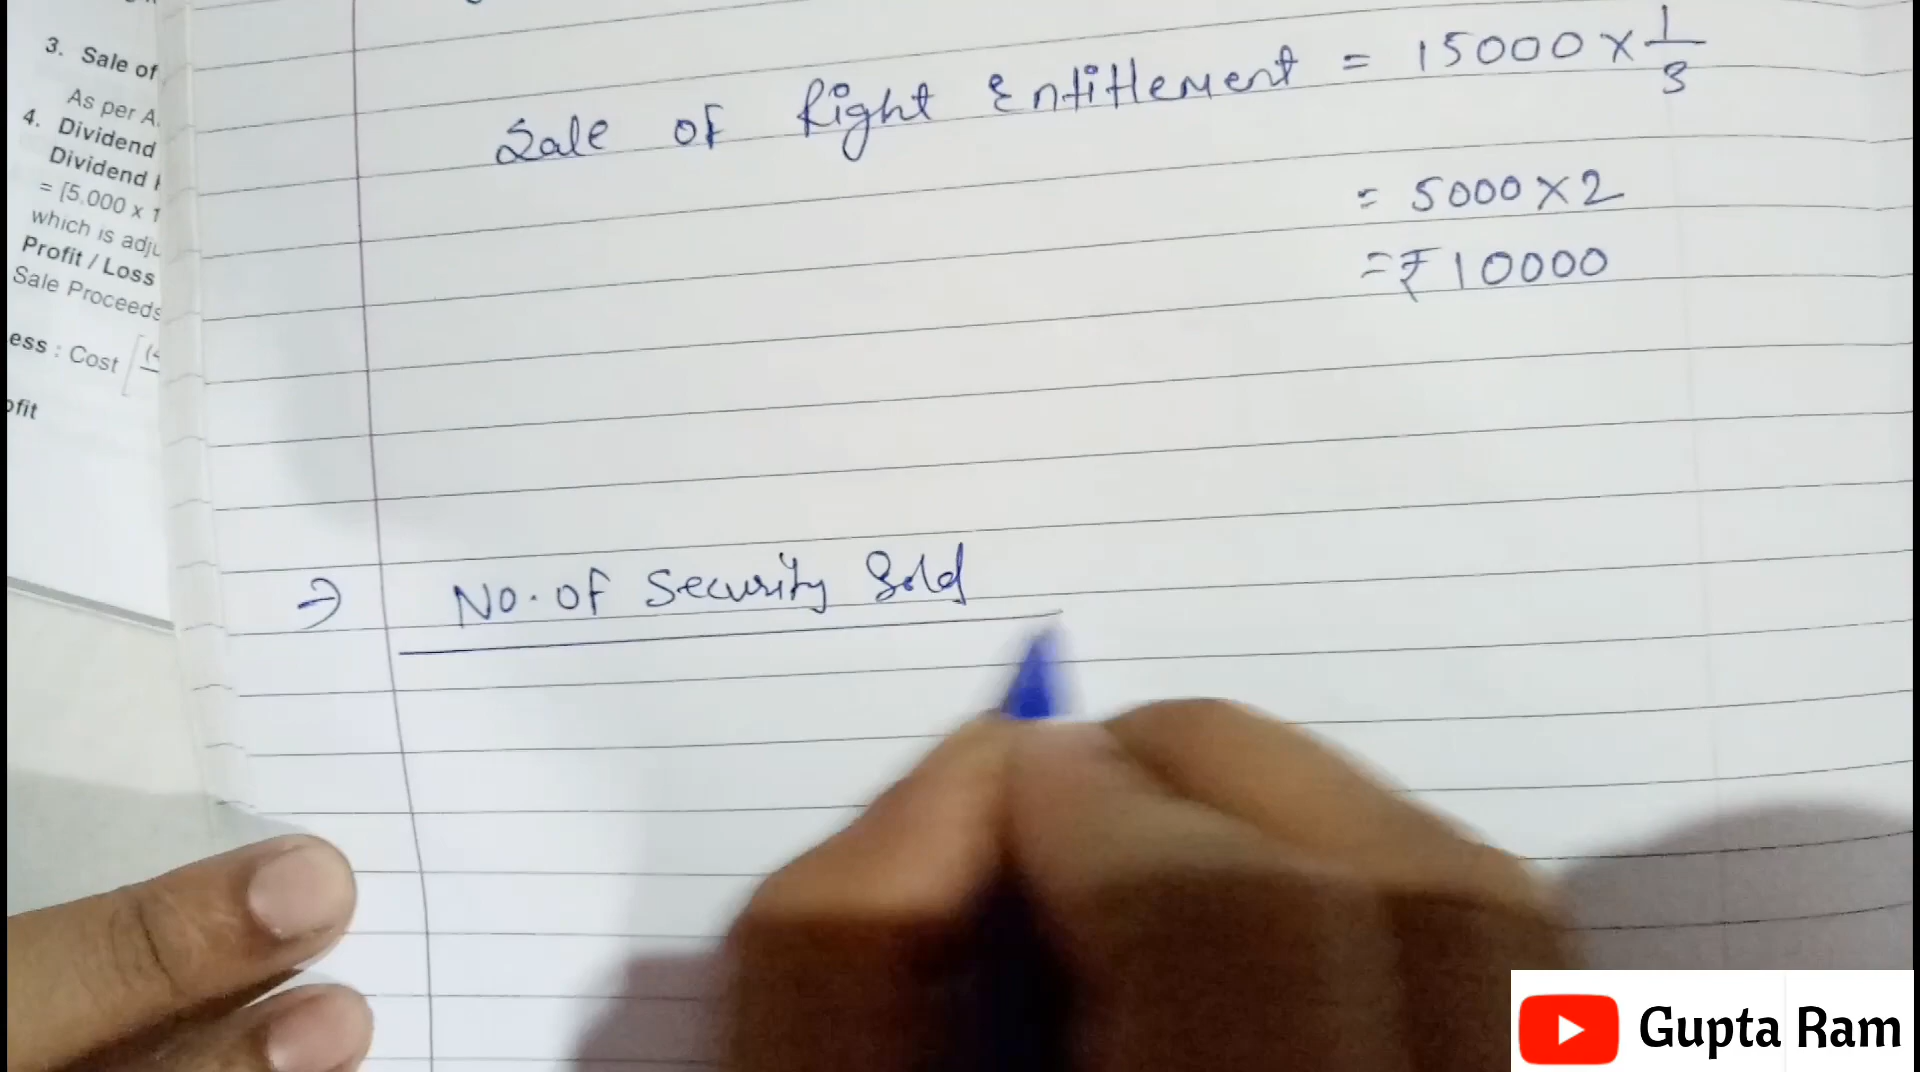 3. Sale of
As per A
4. Dividend
Dividend
= [5,000 x 1
which is adju
Profit / Loss
Sale Proceeds
ess : Cost [(4
ofit
Sale of Right Entitlement = 15000 × 1/3
= 5000 × 2
= ₹ 10000
⇒ No. of Security Sold
Gupta Ram